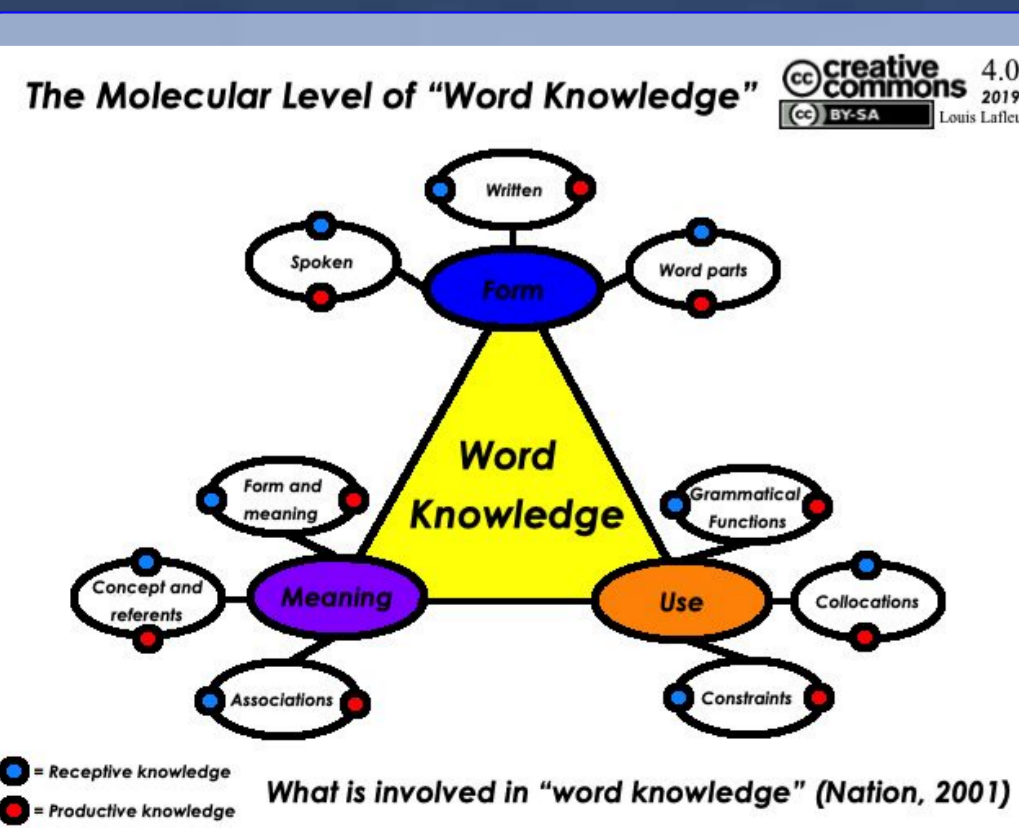 The Molecular Level of “Word Knowledge”
creative commons
4.0
2019
cc BY-SA
Louis
Written
Spoken
Word parts
Form
Word
Knowledge
Form and
meaning
Grammatical
Functions
Concept and
referents
Meaning
Use
Collocations
Associations
Constraints
= Receptive knowledge
= Productive knowledge
What is involved in “word knowledge” (Nation, 2001)